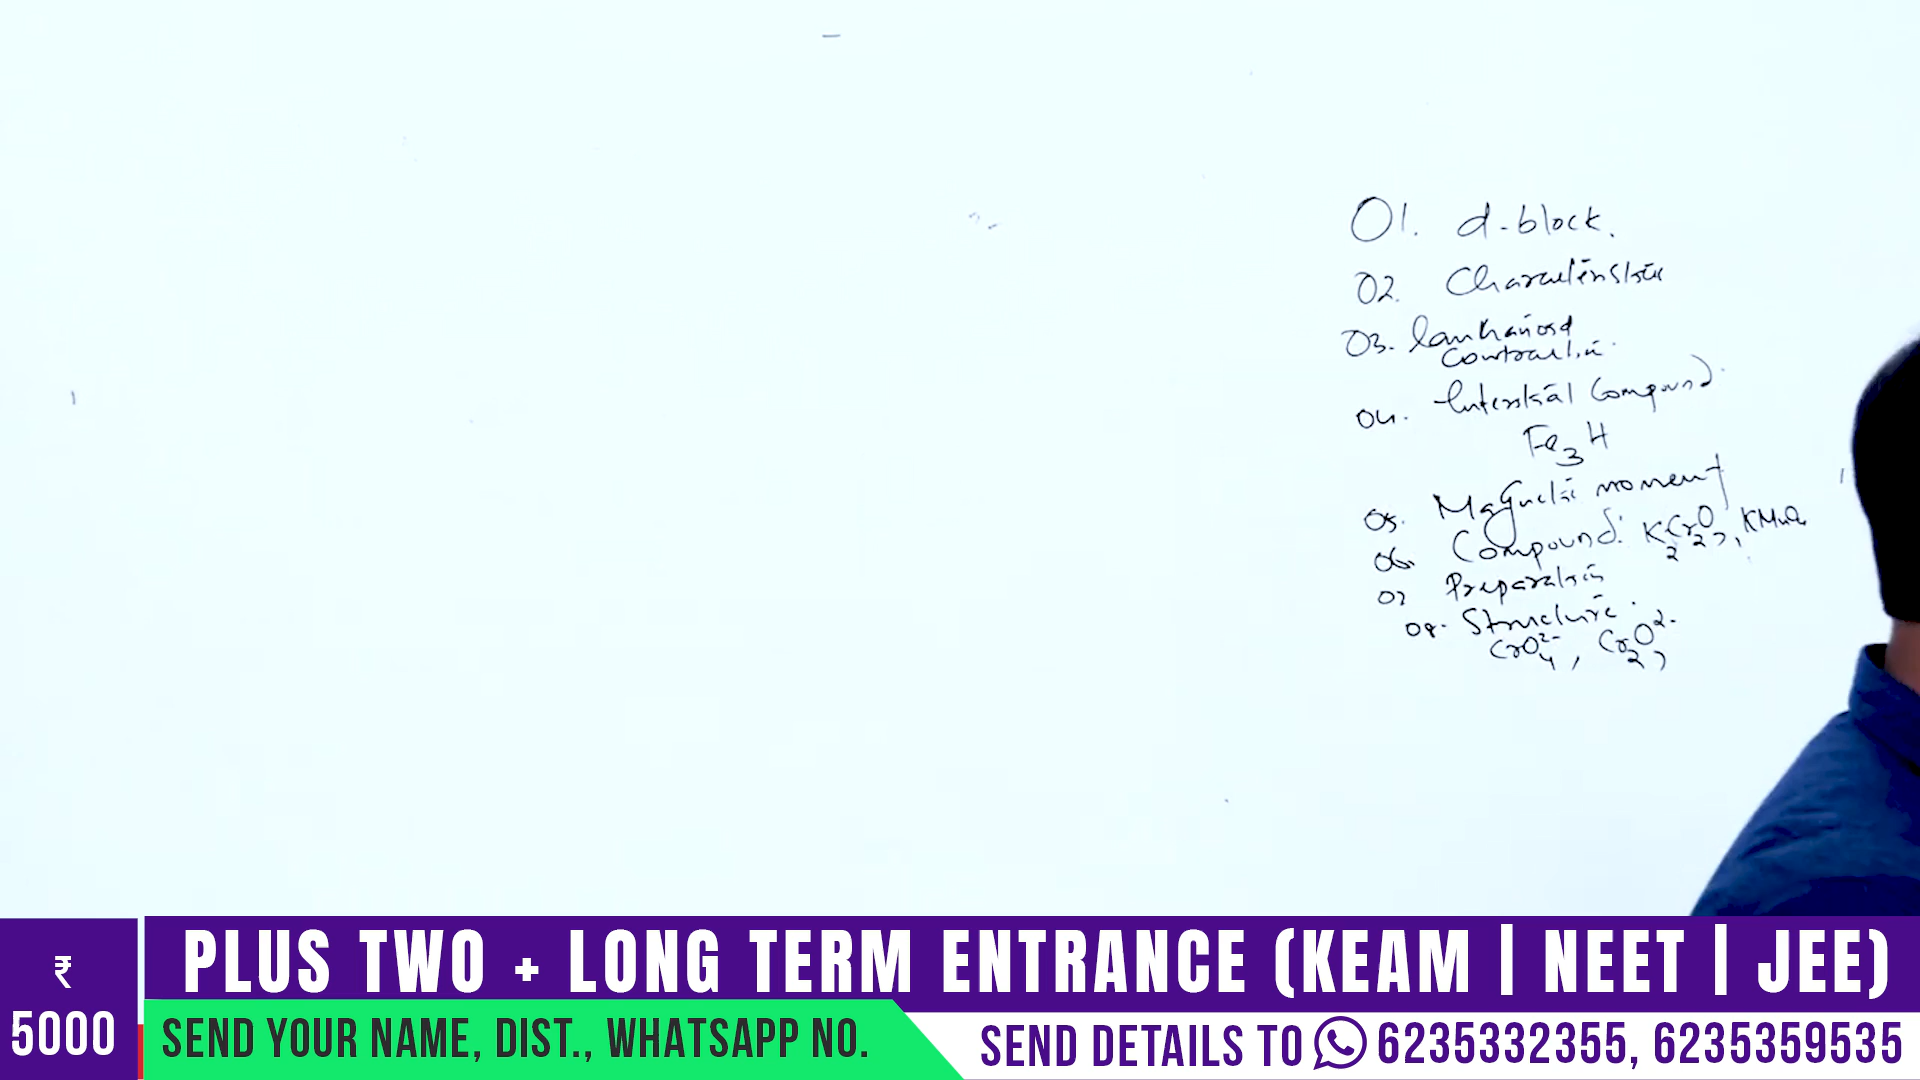 01. d-block.
02. Characteristics
03. lanthanoid
contraction.
04. Interstitial Compound.
Fe3H
05. Magnetic moment
06. Compound: K2Cr2O7, KMnO4
07 Preparation
08. Structure.
CrO4^2-, Cr2O7^2-
₹
5000
PLUS TWO + LONG TERM ENTRANCE (KEAM | NEET | JEE)
SEND YOUR NAME, DIST., WHATSAPP NO.
SEND DETAILS TO 6235332355, 6235359535